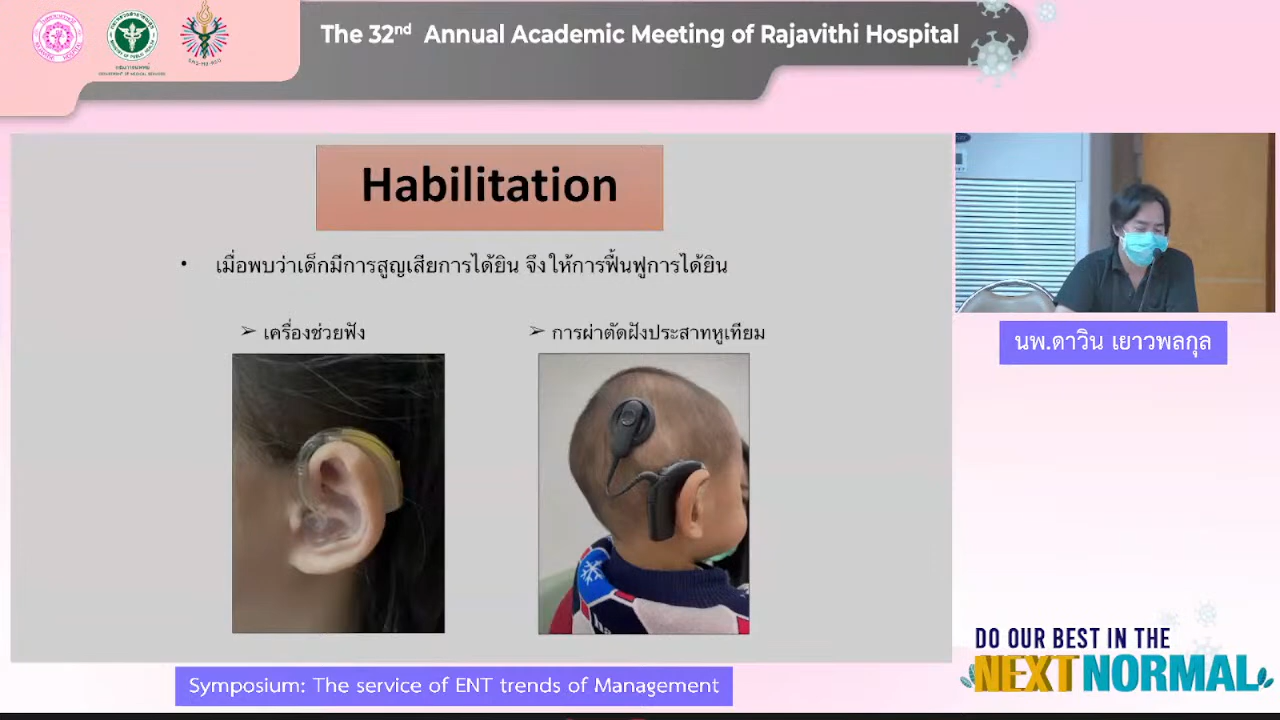 The 32nd Annual Academic Meeting of Rajavithi Hospital
Habilitation
• เมื่อพบว่าเด็กมีการสูญเสียการได้ยิน จึงให้การฟื้นฟูการได้ยิน
➢ เครื่องช่วยฟัง
➢ การผ่าตัดฝังประสาทหูเทียม
นพ.ดาวิน เยาวพลกุล
DO OUR BEST IN THE
NEXT NORMAL
Symposium: The service of ENT trends of Management